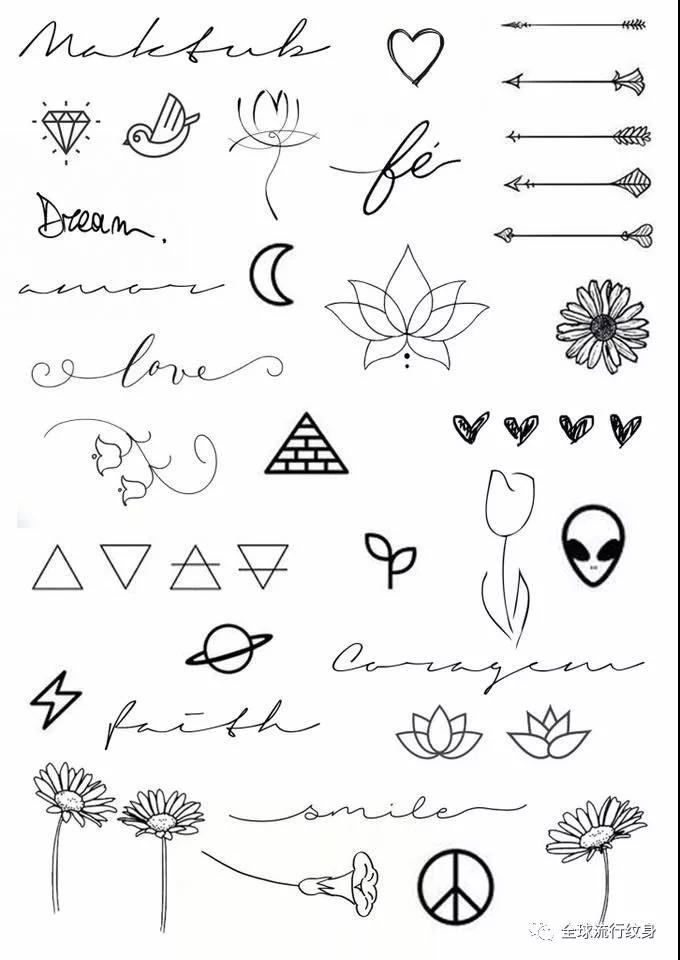 Maktub
fé
Dream.
amor
love
Coragem
faith
smile
全球流行纹身